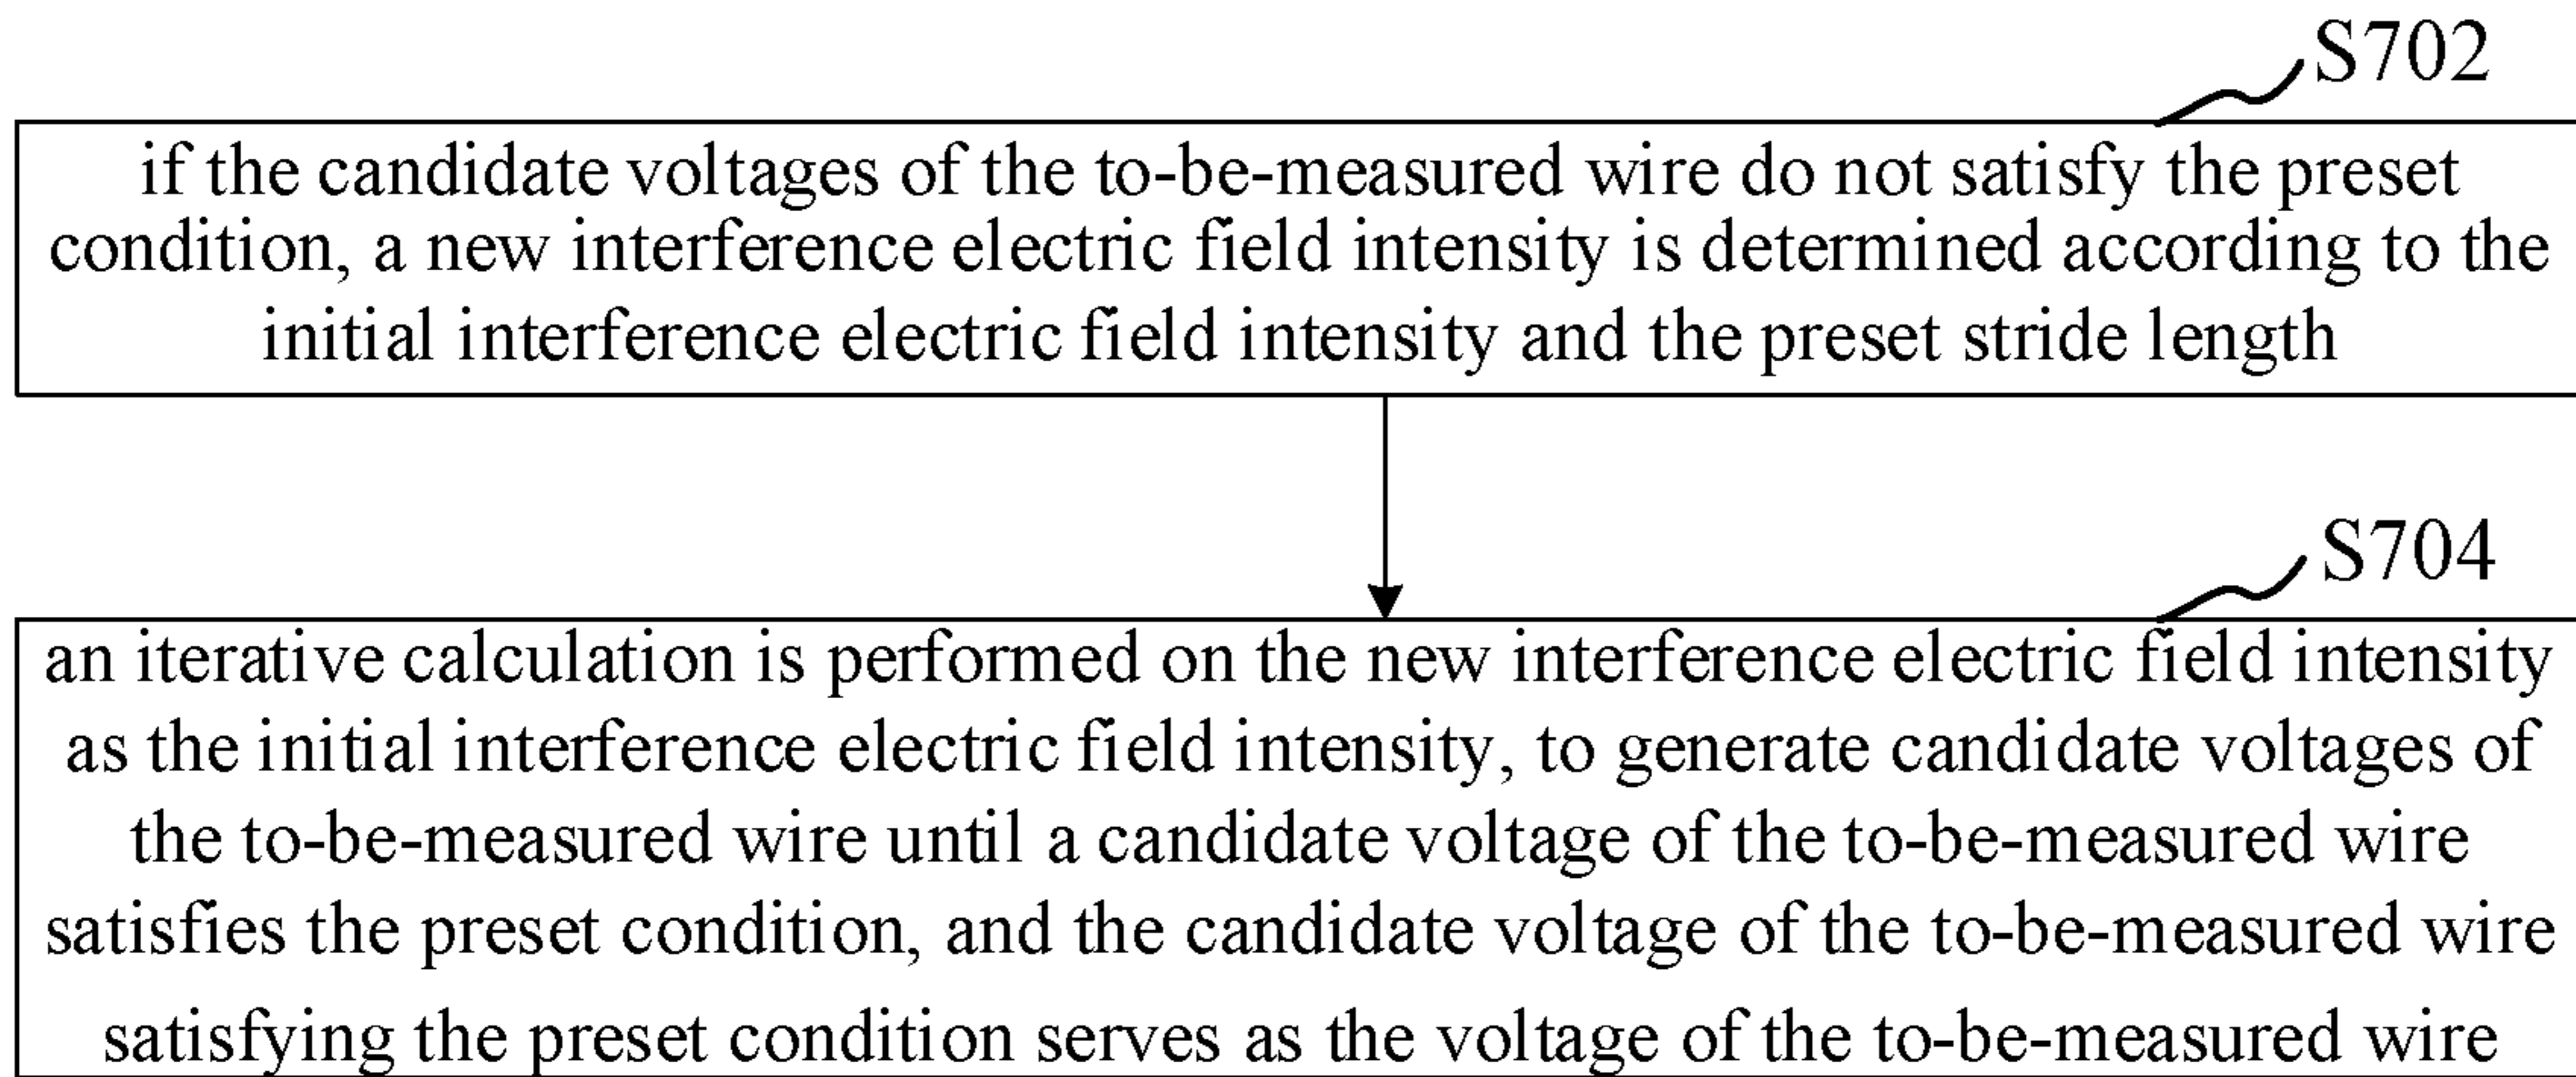 S702
if the candidate voltages of the to-be-measured wire do not satisfy the preset
condition, a new interference electric field intensity is determined according to the
initial interference electric field intensity and the preset stride length
S704
an iterative calculation is performed on the new interference electric field intensity
as the initial interference electric field intensity, to generate candidate voltages of
the to-be-measured wire until a candidate voltage of the to-be-measured wire
satisfies the preset condition, and the candidate voltage of the to-be-measured wire
satisfying the preset condition serves as the voltage of the to-be-measured wire